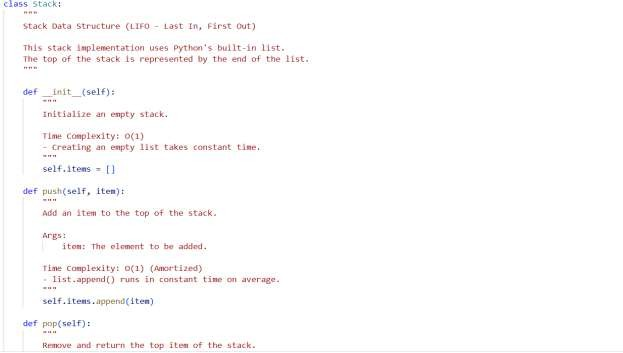 class Stack:
    """
    Stack Data Structure (LIFO - Last In, First Out)

    This stack implementation uses Python's built-in list.
    The top of the stack is represented by the end of the list.
    """

    def __init__(self):
        """
        Initialize an empty stack.

        Time Complexity: O(1)
        - Creating an empty list takes constant time.
        """
        self.items = []

    def push(self, item):
        """
        Add an item to the top of the stack.

        Args:
            item: The element to be added.

        Time Complexity: O(1) (Amortized)
        - list.append() runs in constant time on average.
        """
        self.items.append(item)

    def pop(self):
        """
        Remove and return the top item of the stack.